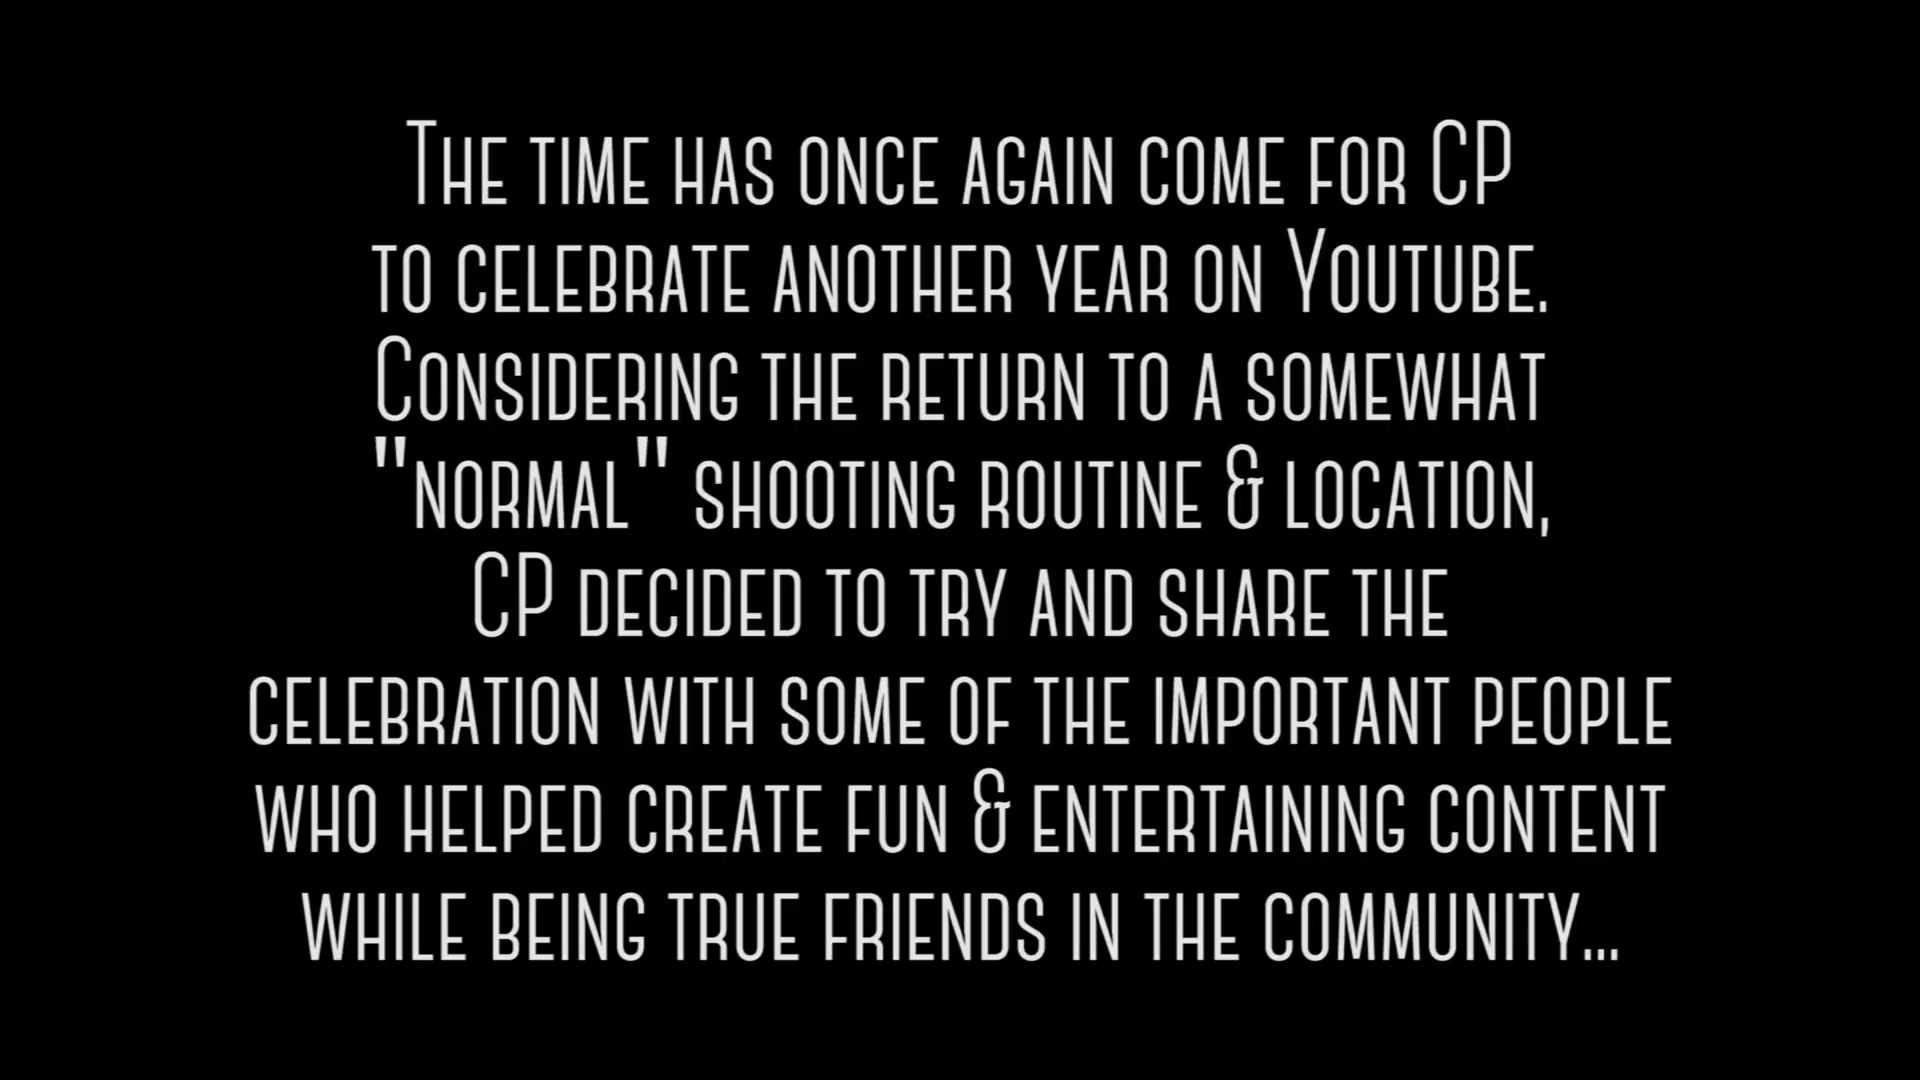 The time has once again come for CP
to celebrate another year on Youtube.
Considering the return to a somewhat
"normal" shooting routine & location,
CP decided to try and share the
celebration with some of the important people
who helped create fun & entertaining content
while being true friends in the community...